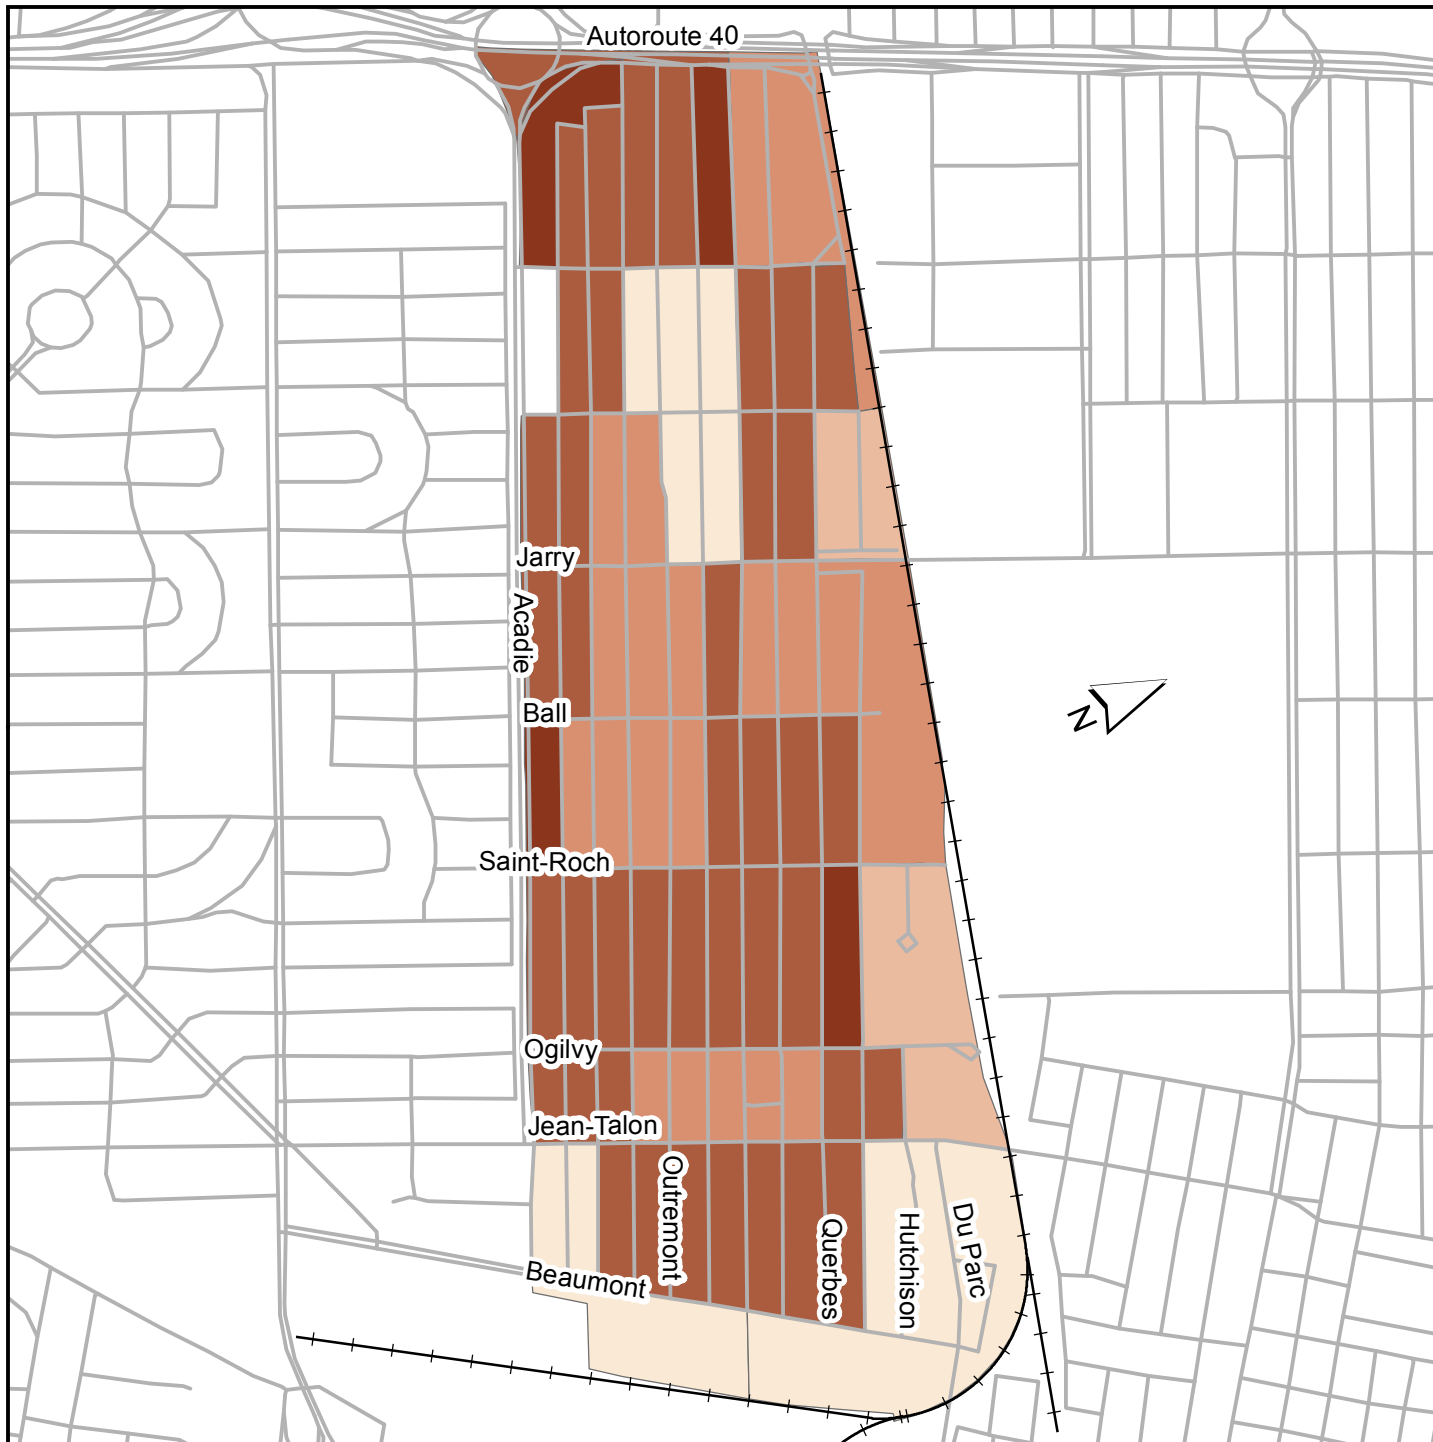 Autoroute 40
Jarry
Acadie
Ball
N
Saint-Roch
Ogilvy
Jean-Talon
Outremont
Querbes
Hutchison
Du Parc
Beaumont